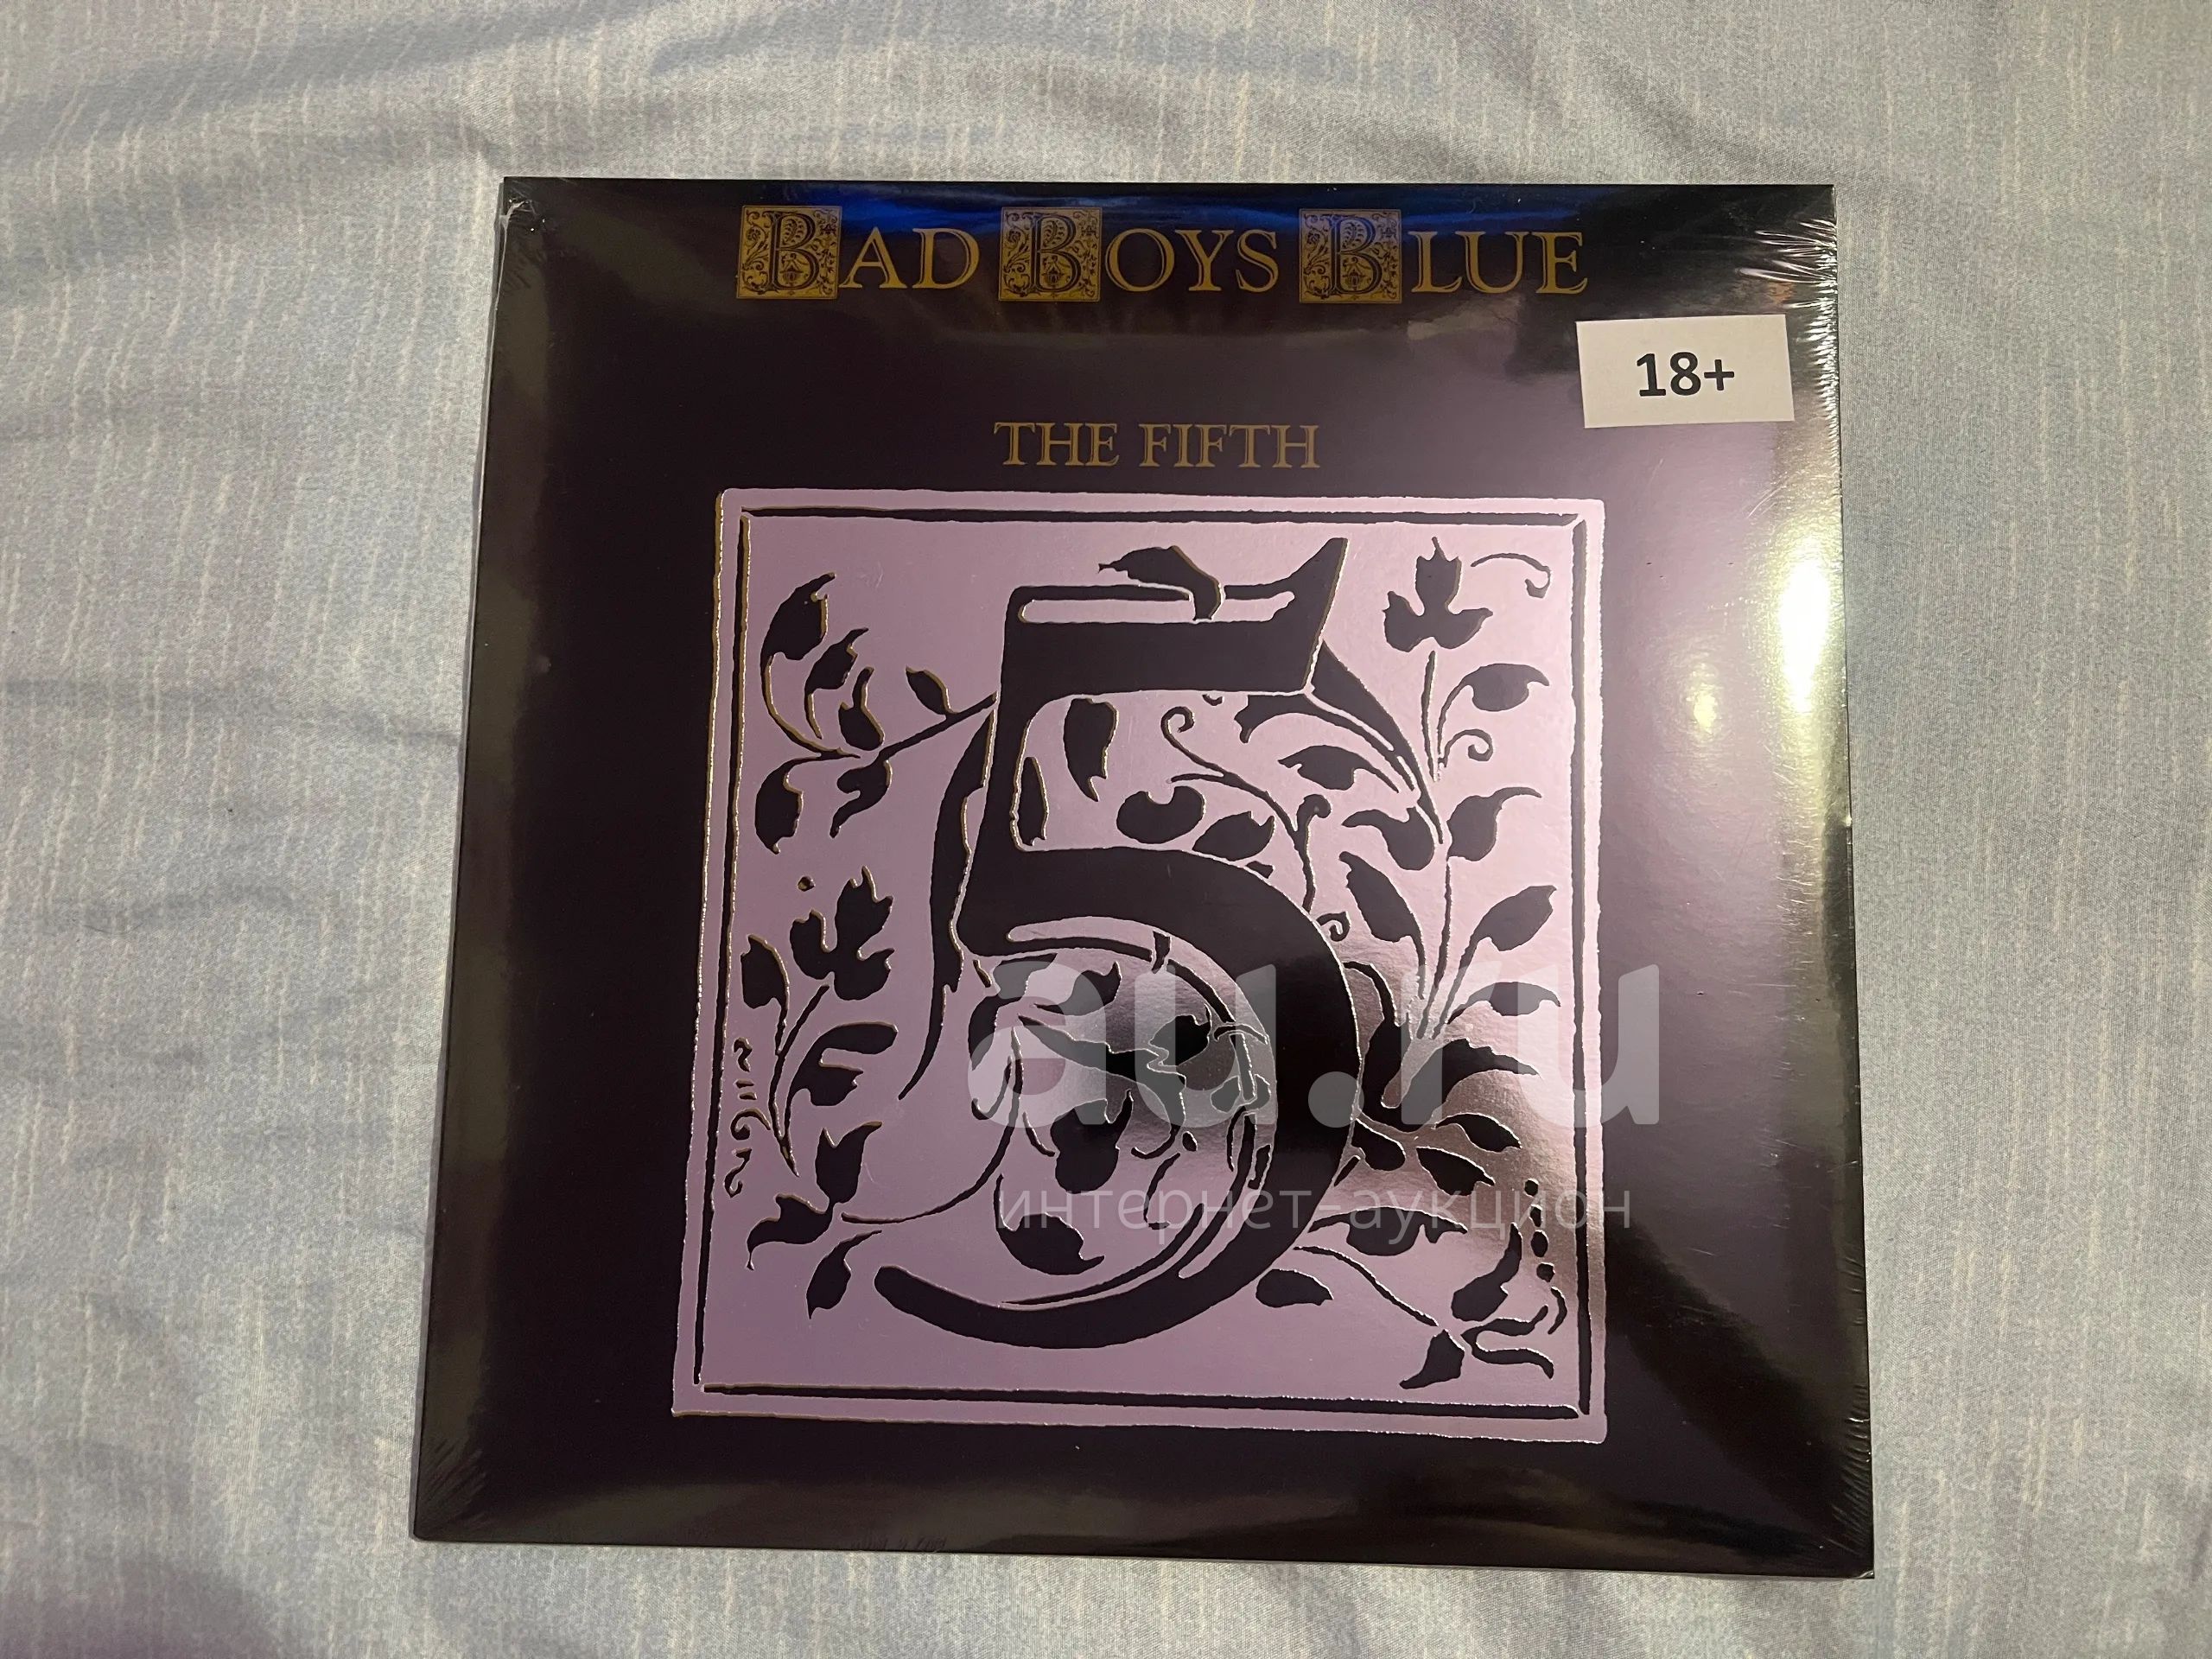 BAD BOYS BLUE
18+
THE FIFTH
5
au.ru
интернет-аукцион